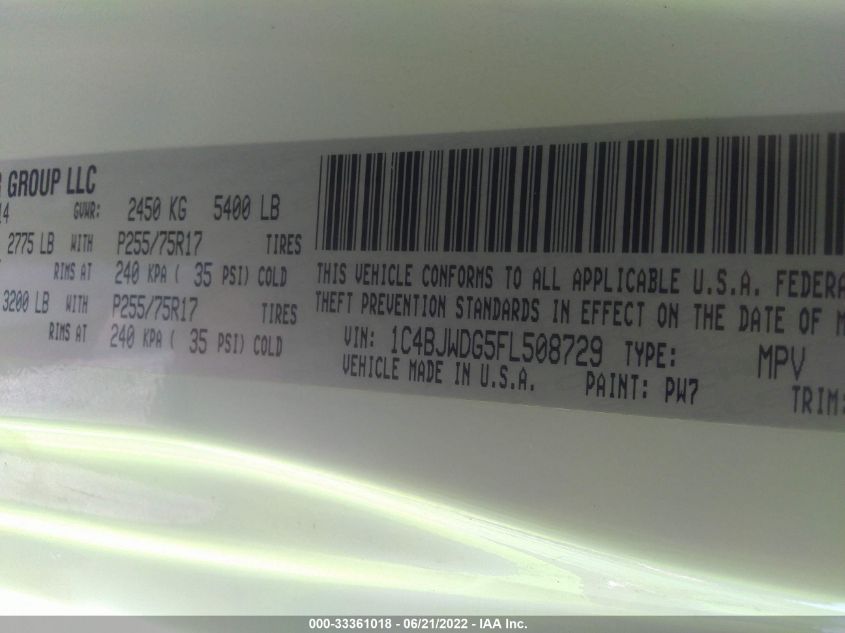 GROUP LLC
14 GVWR: 2450 KG 5400 LB
2775 LB WITH P255/75R17 TIRES
RIMS AT 240 KPA ( 35 PSI) COLD
3200 LB WITH P255/75R17 TIRES
RIMS AT 240 KPA ( 35 PSI) COLD
THIS VEHICLE CONFORMS TO ALL APPLICABLE U.S.A. FEDERA
THEFT PREVENTION STANDARDS IN EFFECT ON THE DATE OF M
VIN: 1C4BJWDG5FL508729 TYPE: MPV
VEHICLE MADE IN U.S.A. PAINT: PW7
TRIM:
000-33361018 - 06/21/2022 - IAA Inc.